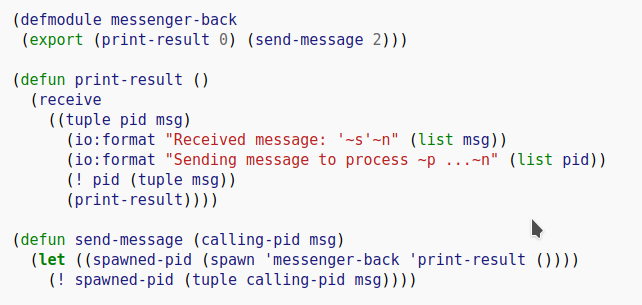 (defmodule messenger-back
 (export (print-result 0) (send-message 2)))

(defun print-result ()
  (receive
    ((tuple pid msg)
      (io:format "Received message: '~s'~n" (list msg))
      (io:format "Sending message to process ~p ...~n" (list pid))
      (! pid (tuple msg))
      (print-result))))

(defun send-message (calling-pid msg)
  (let ((spawned-pid (spawn 'messenger-back 'print-result ())))
    (! spawned-pid (tuple calling-pid msg))))